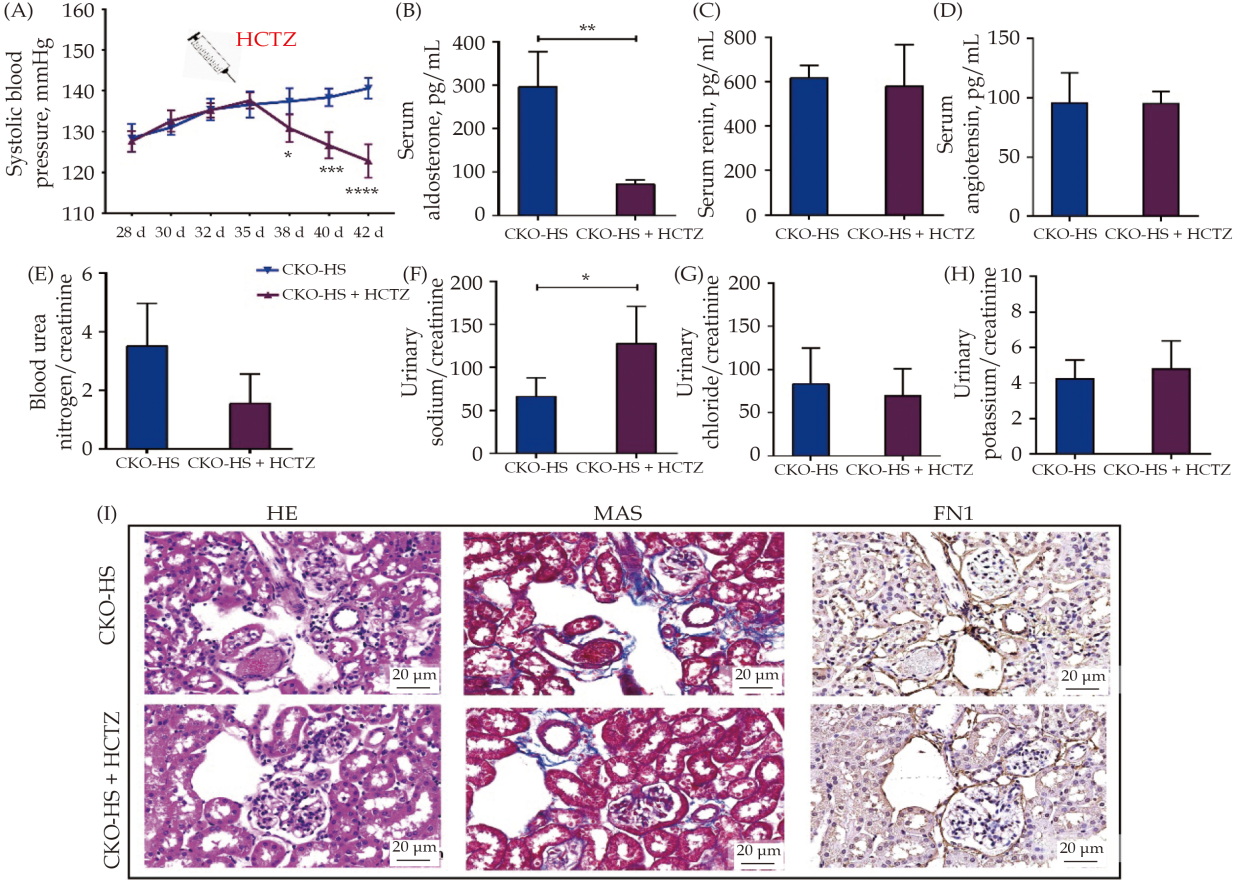 (A)
Systolic blood
pressure, mmHg
160
150
140
130
120
110
HCTZ
*
***
****
28 d 30 d 32 d 35 d 38 d 40 d 42 d
(B)
Serum
aldosterone, pg/mL
400
300
200
100
0
**
CKO-HS CKO-HS + HCTZ
(C)
Serum renin, pg/mL
800
600
400
200
0
CKO-HS CKO-HS + HCTZ
(D)
Serum
angiotensin, pg/mL
150
100
50
0
CKO-HS CKO-HS + HCTZ
(E)
Blood urea
nitrogen/creatinine
6
4
2
0
CKO-HS
CKO-HS + HCTZ
CKO-HS CKO-HS + HCTZ
(F)
Urinary
sodium/creatinine
200
150
100
50
0
*
CKO-HS CKO-HS + HCTZ
(G)
Urinary
chloride/creatinine
200
150
100
50
0
CKO-HS CKO-HS + HCTZ
(H)
Urinary
potassium/creatinine
10
8
6
4
2
0
CKO-HS CKO-HS + HCTZ
(I)
HE MAS FN1
CKO-HS
20 μm 20 μm 20 μm
CKO-HS + HCTZ
20 μm 20 μm 20 μm